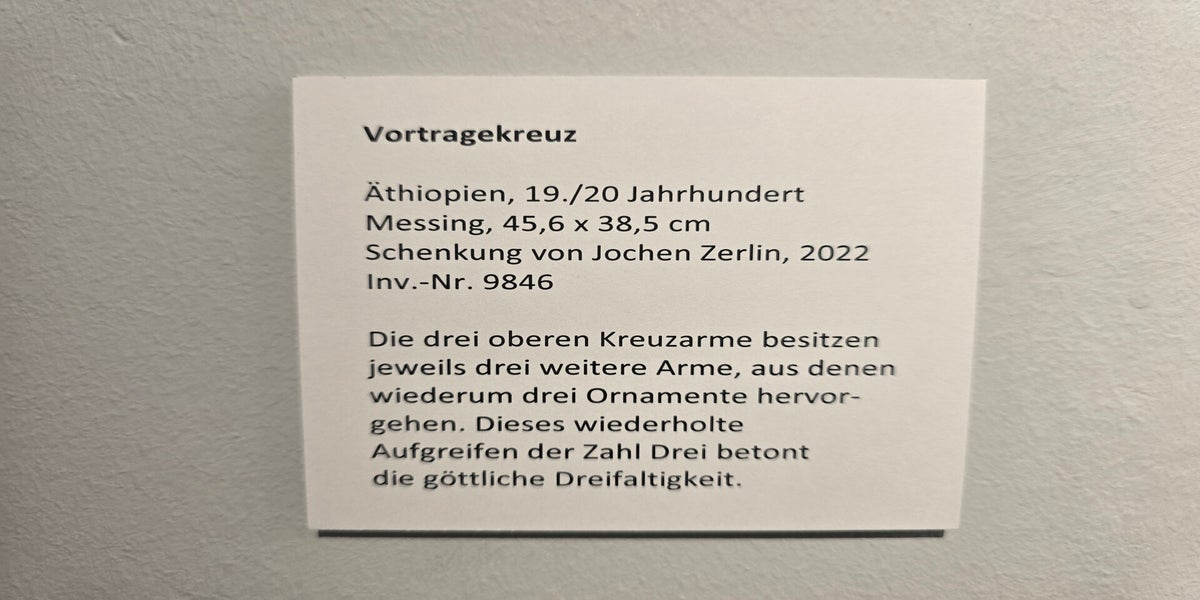 Vortragekreuz
Äthiopien, 19./20 Jahrhundert
Messing, 45,6 x 38,5 cm
Schenkung von Jochen Zerlin, 2022
Inv.-Nr. 9846
Die drei oberen Kreuzarme besitzen
jeweils drei weitere Arme, aus denen
wiederum drei Ornamente hervor-
gehen. Dieses wiederholte
Aufgreifen der Zahl Drei betont
die göttliche Dreifaltigkeit.